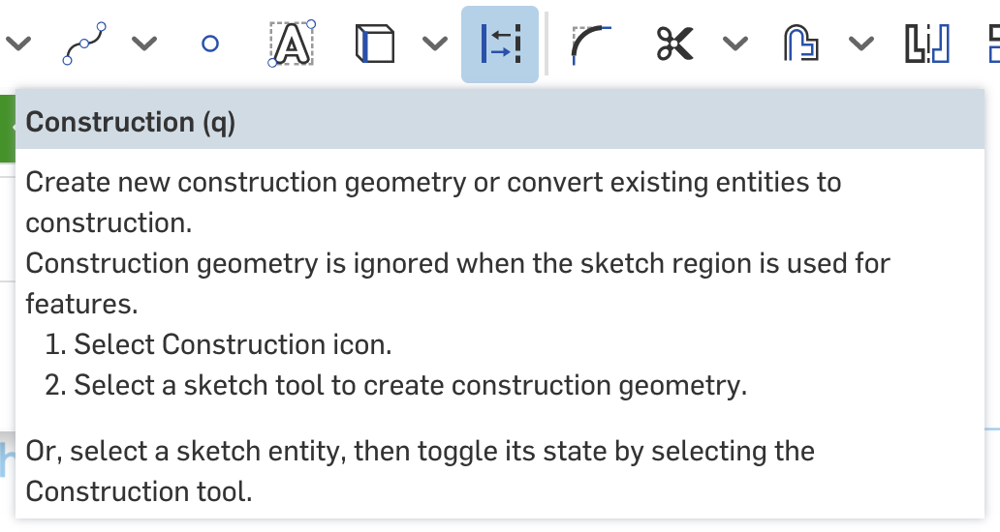 A
Construction (q)
Create new construction geometry or convert existing entities to
construction.
Construction geometry is ignored when the sketch region is used for
features.
1. Select Construction icon.
2. Select a sketch tool to create construction geometry.
Or, select a sketch entity, then toggle its state by selecting the
Construction tool.